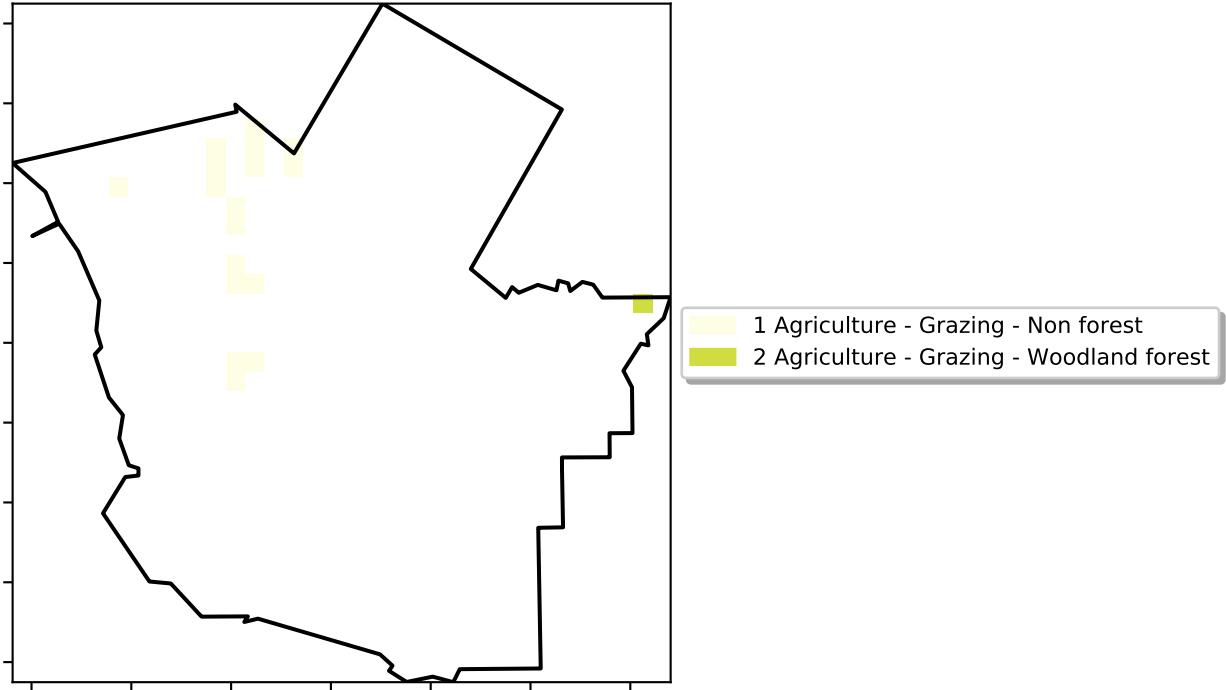 1 Agriculture - Grazing - Non forest
2 Agriculture - Grazing - Woodland forest